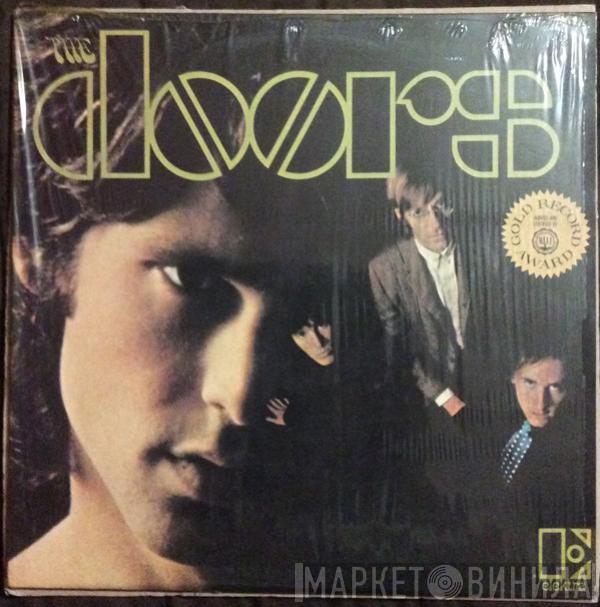 THE
doors
GOLD RECORD
AWARD
elektra
МАРКЕТ ВИНИЛА